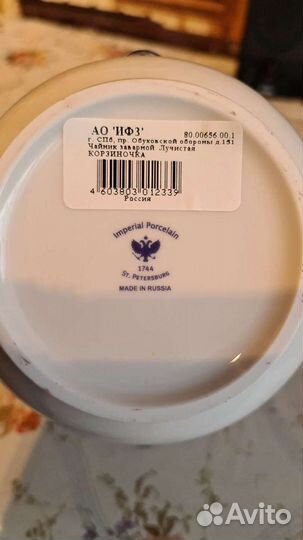 АО 'ИФЗ'
80.00656.00.1
г. СПб, пр. Обуховской обороны д.151
Чайник заварной Лучистая
КОРЗИНОЧКА
4 603803 012339
Россия
Imperial Porcelain
1744
ST. PETERSBURG
MADE IN RUSSIA
Avito